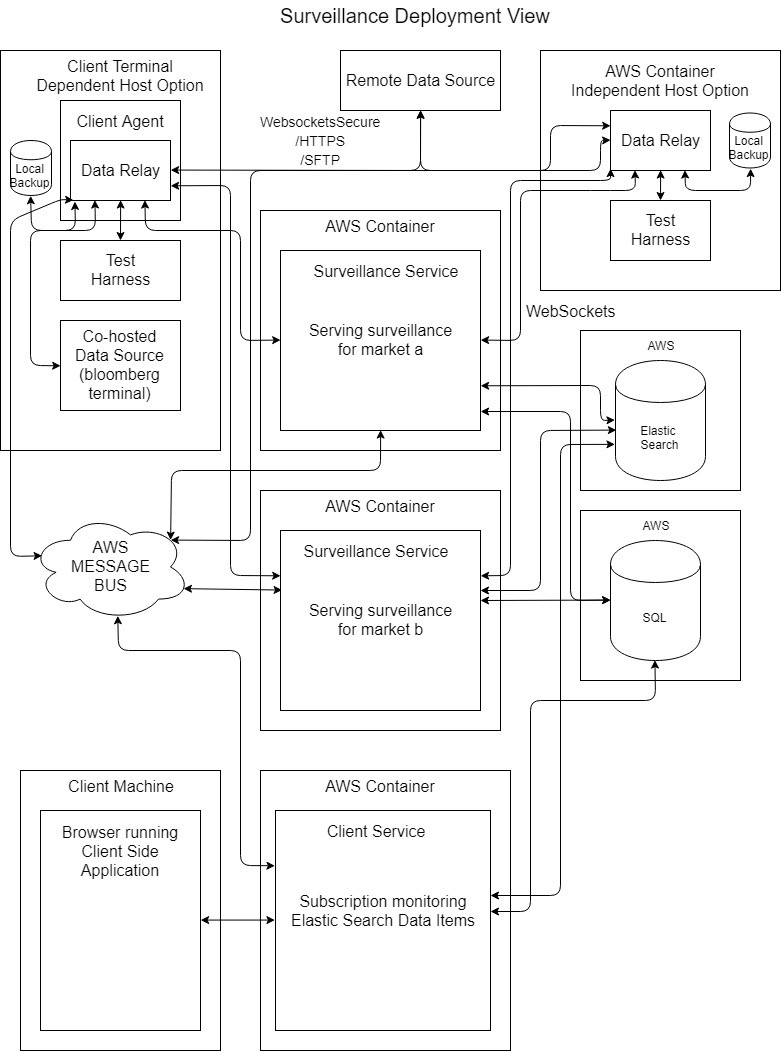 Surveillance Deployment View
Client Terminal
Dependent Host Option
Client Agent
Data Relay
Local
Backup
Test
Harness
Co-hosted
Data Source
(bloomberg
terminal)
Remote Data Source
WebsocketsSecure
/HTTPS
/SFTP
AWS Container
Independent Host Option
Data Relay
Local
Backup
Test
Harness
AWS Container
Surveillance Service
Serving surveillance
for market a
WebSockets
AWS
Elastic
Search
AWS Container
Surveillance Service
Serving surveillance
for market b
AWS
SQL
AWS
MESSAGE
BUS
Client Machine
Browser running
Client Side
Application
AWS Container
Client Service
Subscription monitoring
Elastic Search Data Items